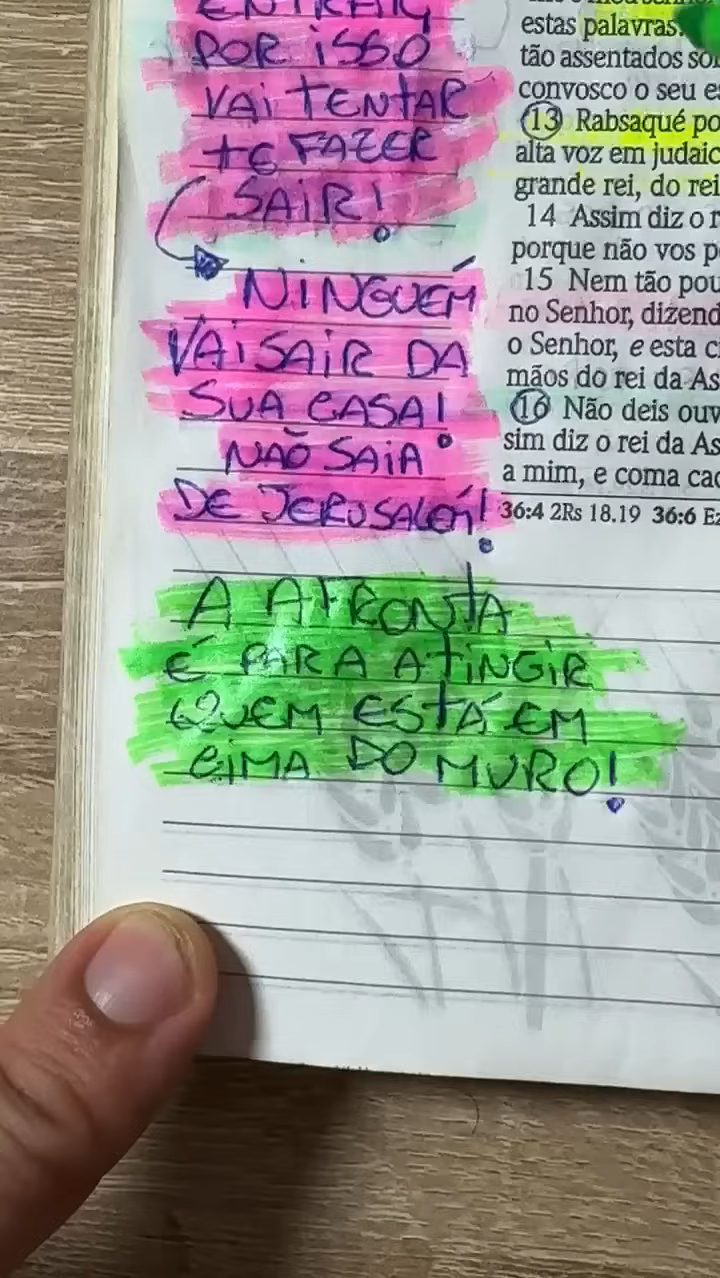 ENTRAR
POR ISSO
VAI TENTAR
TE FAZER
SAIR!
NINGUÉM
VAI SAIR DA
SUA CASA!
NÃO SAIA
DE JERUSALÉM!
A AFRONTA
É PARA ATINGIR
QUEM ESTÁ EM
CIMA DO MURO!
estas palavras
tão assentados so
convosco o seu e
13 Rabsaqué po
alta voz em judaic
grande rei, do rei
14 Assim diz o r
porque não vos p
15 Nem tão pou
no Senhor, dizend
o Senhor, e esta ci
mãos do rei da As
16 Não deis ouv
sim diz o rei da As
a mim, e coma cad
36:4 2Rs 18.19 36:6 Ez